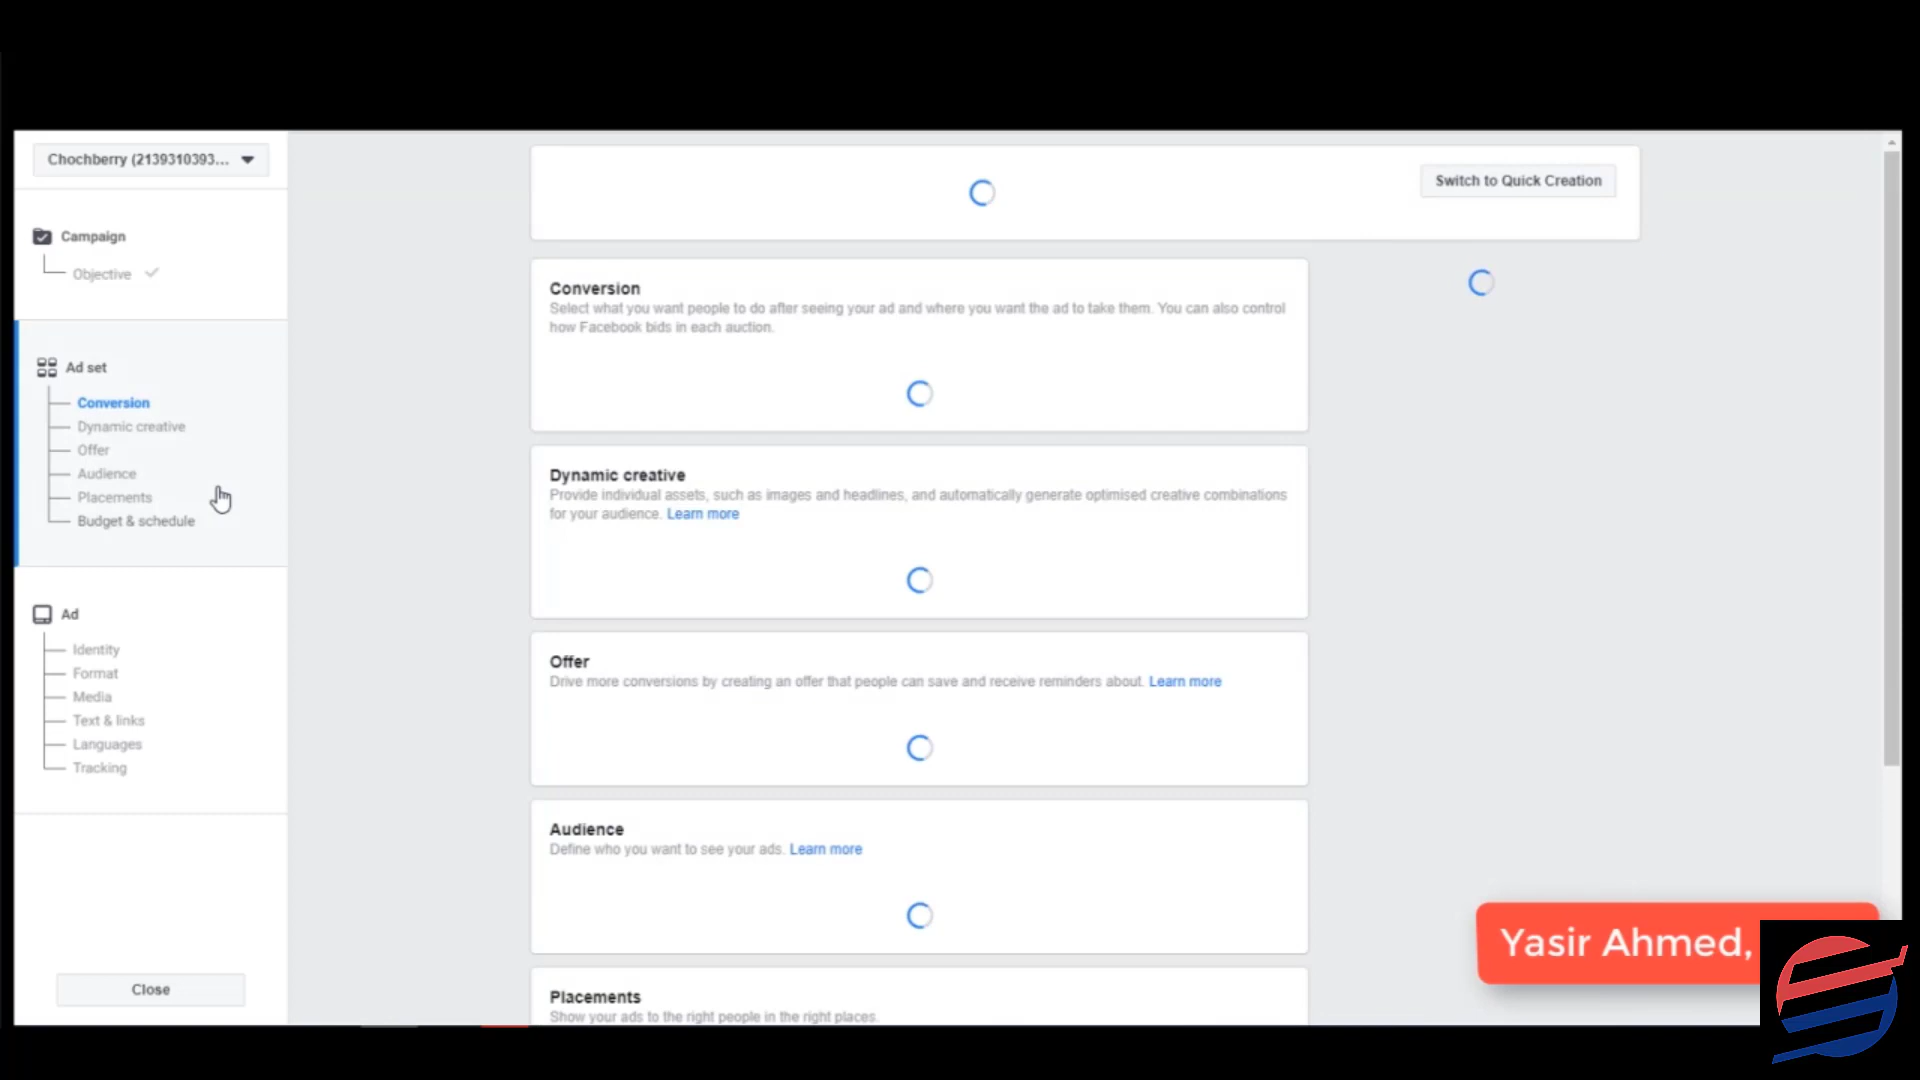 Chochberry (2139310393...
Switch to Quick Creation
Campaign
Objective
Ad set
Conversion
Dynamic creative
Offer
Audience
Placements
Budget & schedule
Ad
Identity
Format
Media
Text & links
Languages
Tracking
Close
Conversion
Select what you want people to do after seeing your ad and where you want the ad to take them. You can also control
how Facebook bids in each auction.
Dynamic creative
Provide individual assets, such as images and headlines, and automatically generate optimised creative combinations
for your audience. Learn more
Offer
Drive more conversions by creating an offer that people can save and receive reminders about. Learn more
Audience
Define who you want to see your ads. Learn more
Placements
Show your ads to the right people in the right places.
Yasir Ahmed,